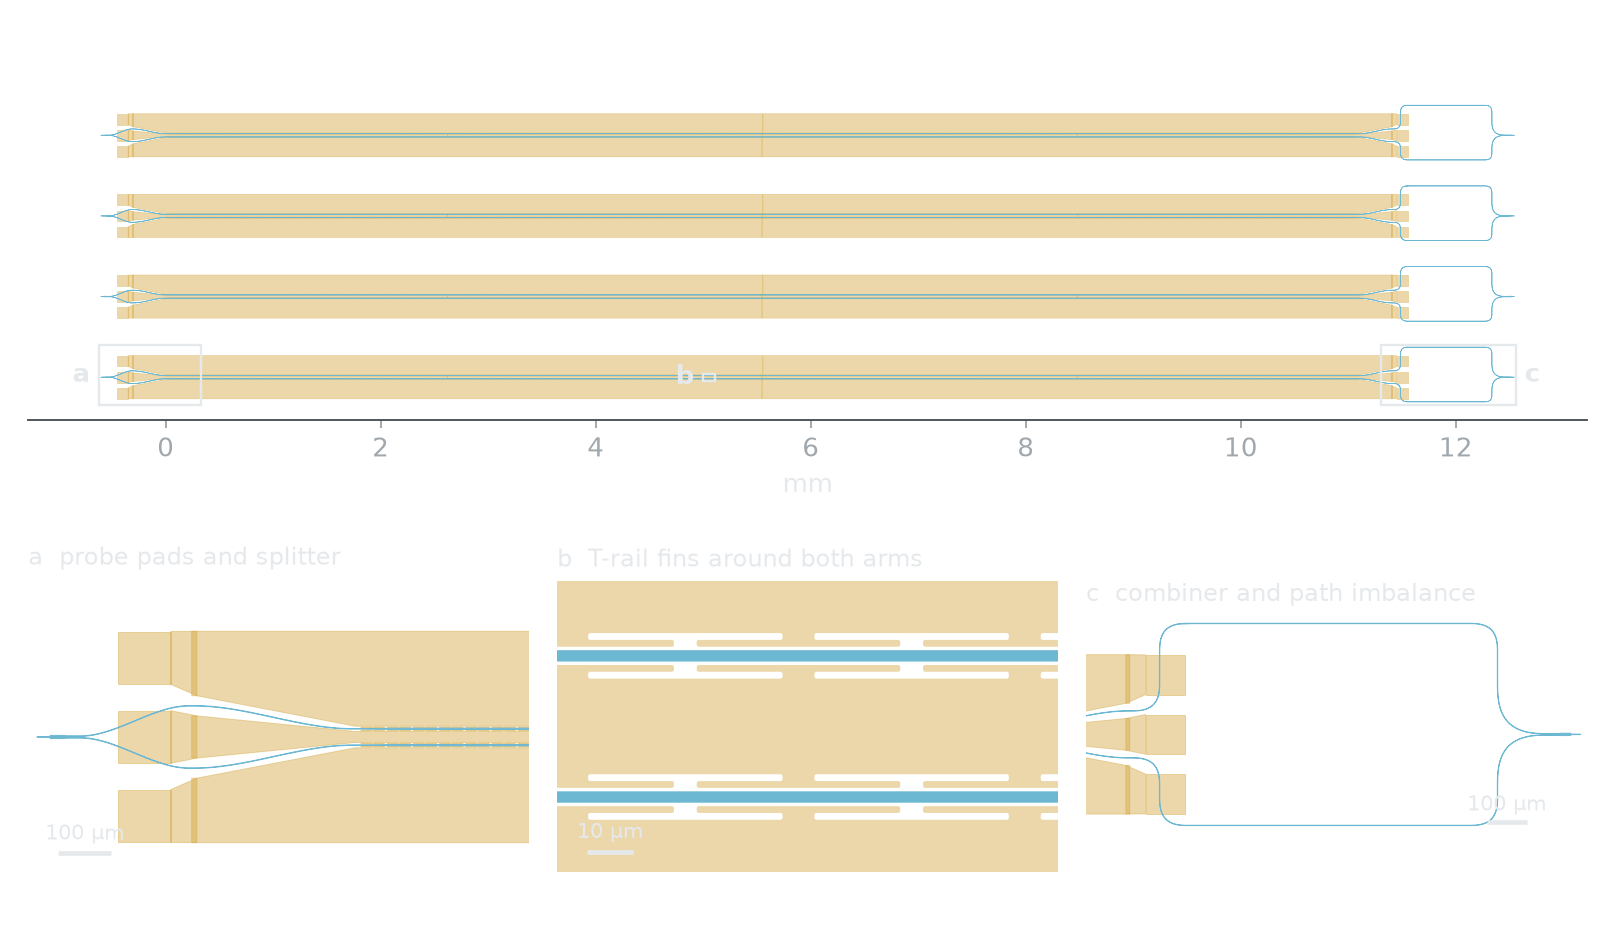 a
b
c
0 2 4 6 8 10 12
mm
a probe pads and splitter
b T-rail fins around both arms
c combiner and path imbalance
100 µm
10 µm
100 µm